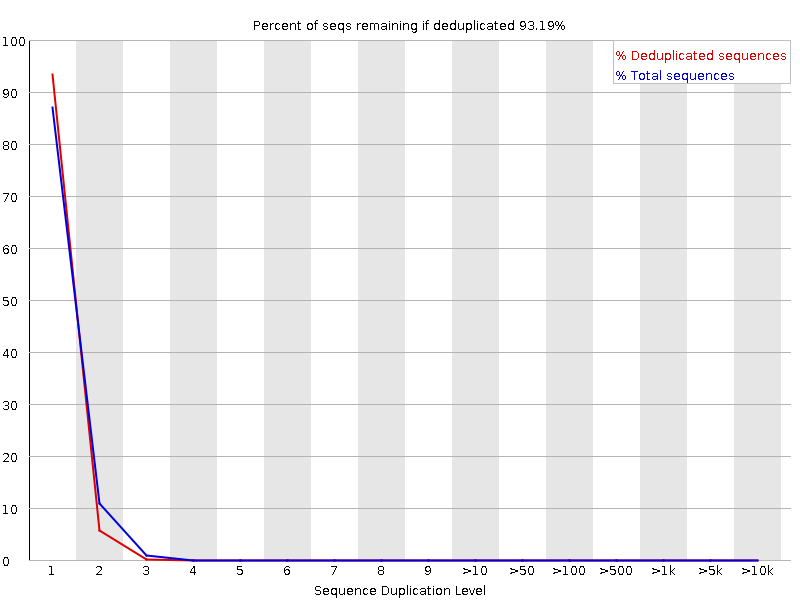 Percent of seqs remaining if deduplicated 93.19%
% Deduplicated sequences
% Total sequences
100
90
80
70
60
50
40
30
20
10
0
1 2 3 4 5 6 7 8 9 >10 >50 >100 >500 >1k >5k >10k
Sequence Duplication Level